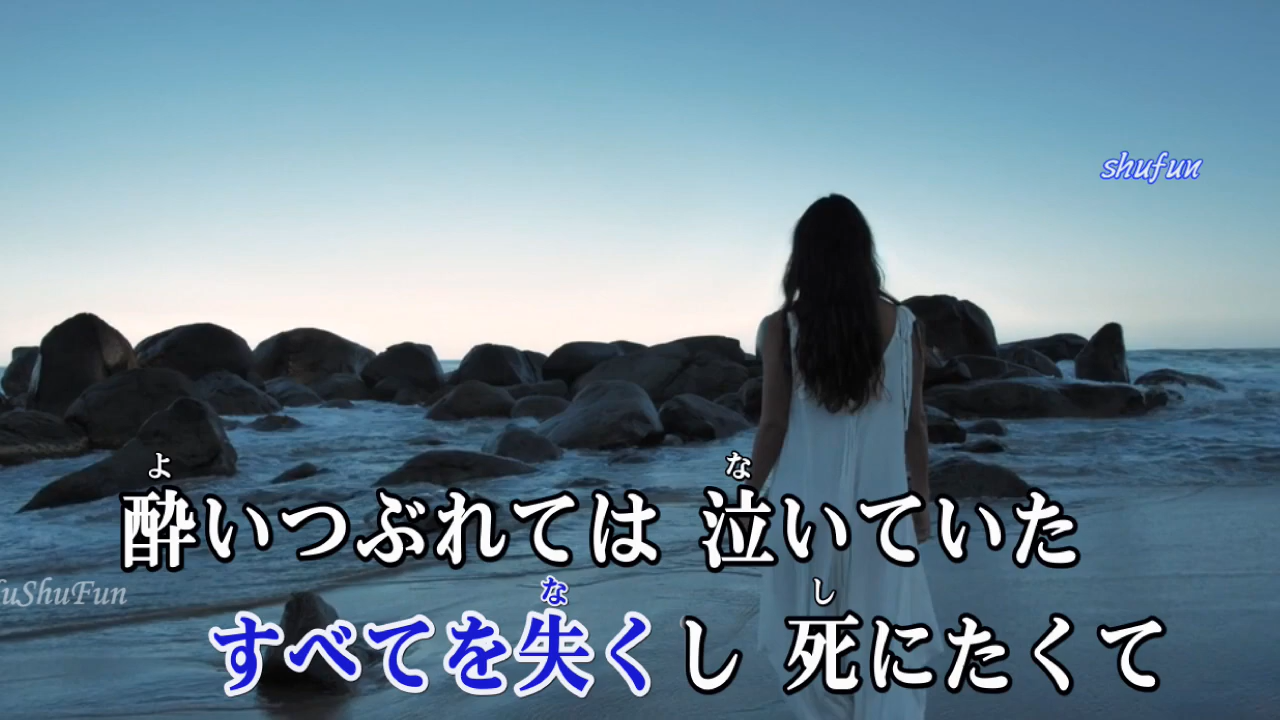 shufun
よ な
酔いつぶれては 泣いていた
uShuFun
な し
すべてを失くし 死にたくて